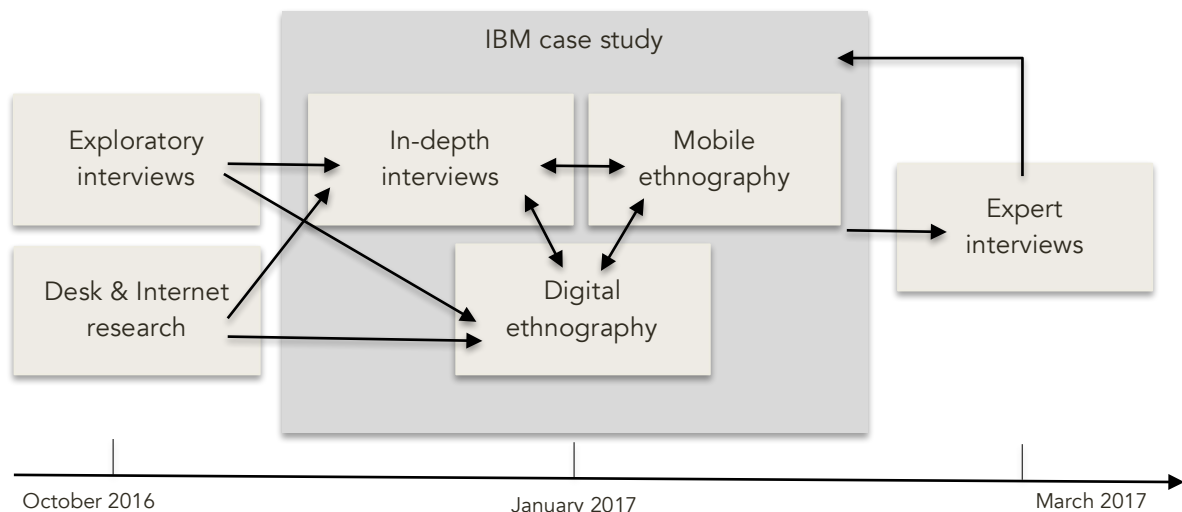 IBM case study
Exploratory
interviews
In-depth
interviews
Mobile
ethnography
Expert
interviews
Desk & Internet
research
Digital
ethnography
October 2016
January 2017
March 2017